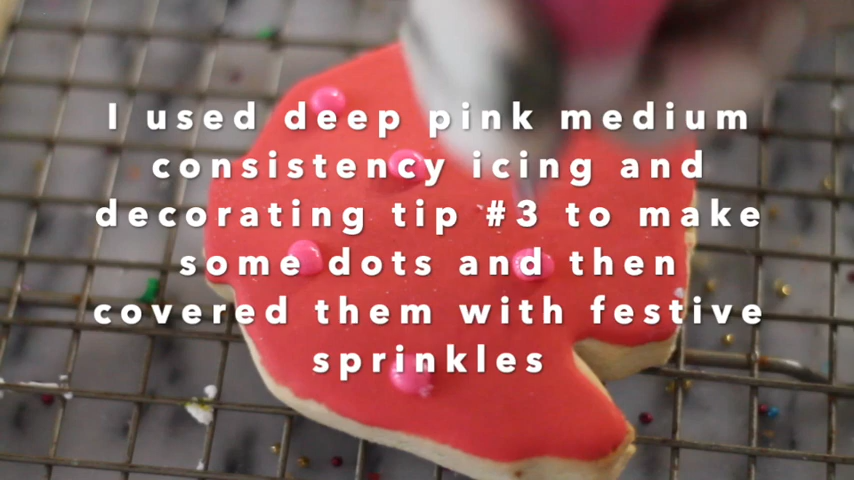 I used deep pink medium
consistency icing and
decorating tip #3 to make
some dots and then
covered them with festive
sprinkles